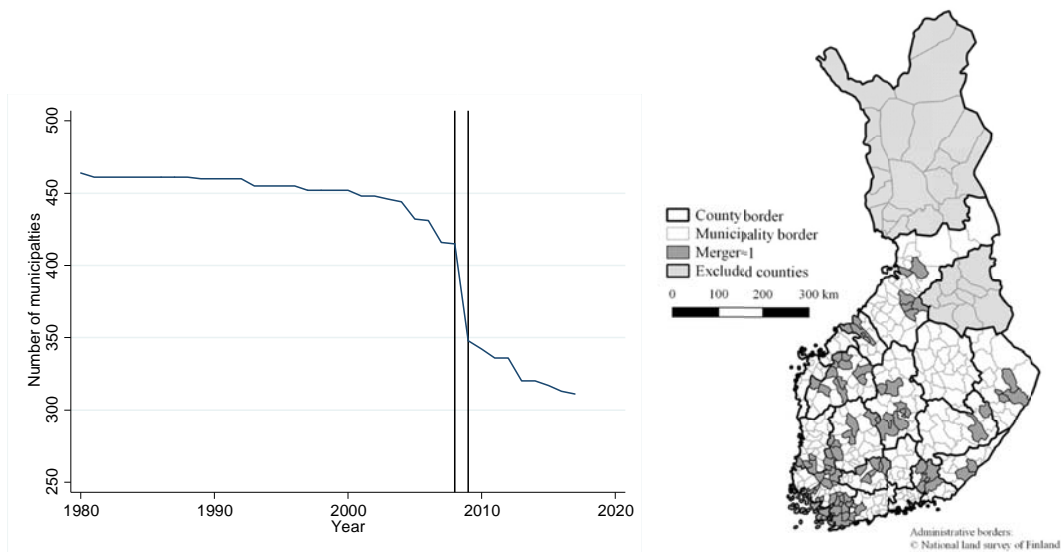 500
450
400
350
300
250
Number of municipalties
1980
1990
2000
2010
2020
Year
County border
Municipality border
Merger=1
Excluded counties
0 100 200 300 km
Administrative borders:
© National land survey of Finland